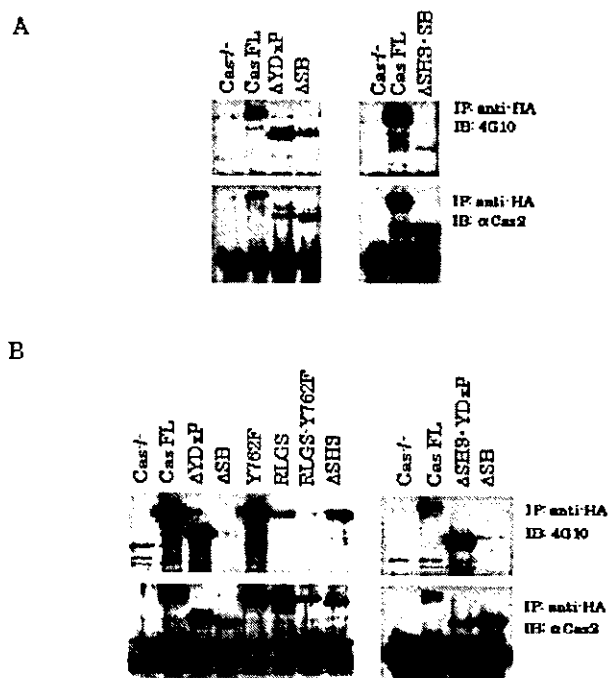 A
Cas-/-
Cas FL
ΔYDxP
ΔSB
Cas-/-
Cas FL
ΔSH3·SB
IP: anti-HA
IB: 4G10
IP: anti-HA
IB: αCas2
B
Cas-/-
Cas FL
ΔYDxP
ΔSB
Y762F
RLGS
RLGS·Y762F
ΔSH3
Cas-/-
Cas FL
ΔSH3·YDxP
ΔSB
IP: anti-HA
IB: 4G10
IP: anti-HA
IB: αCas2